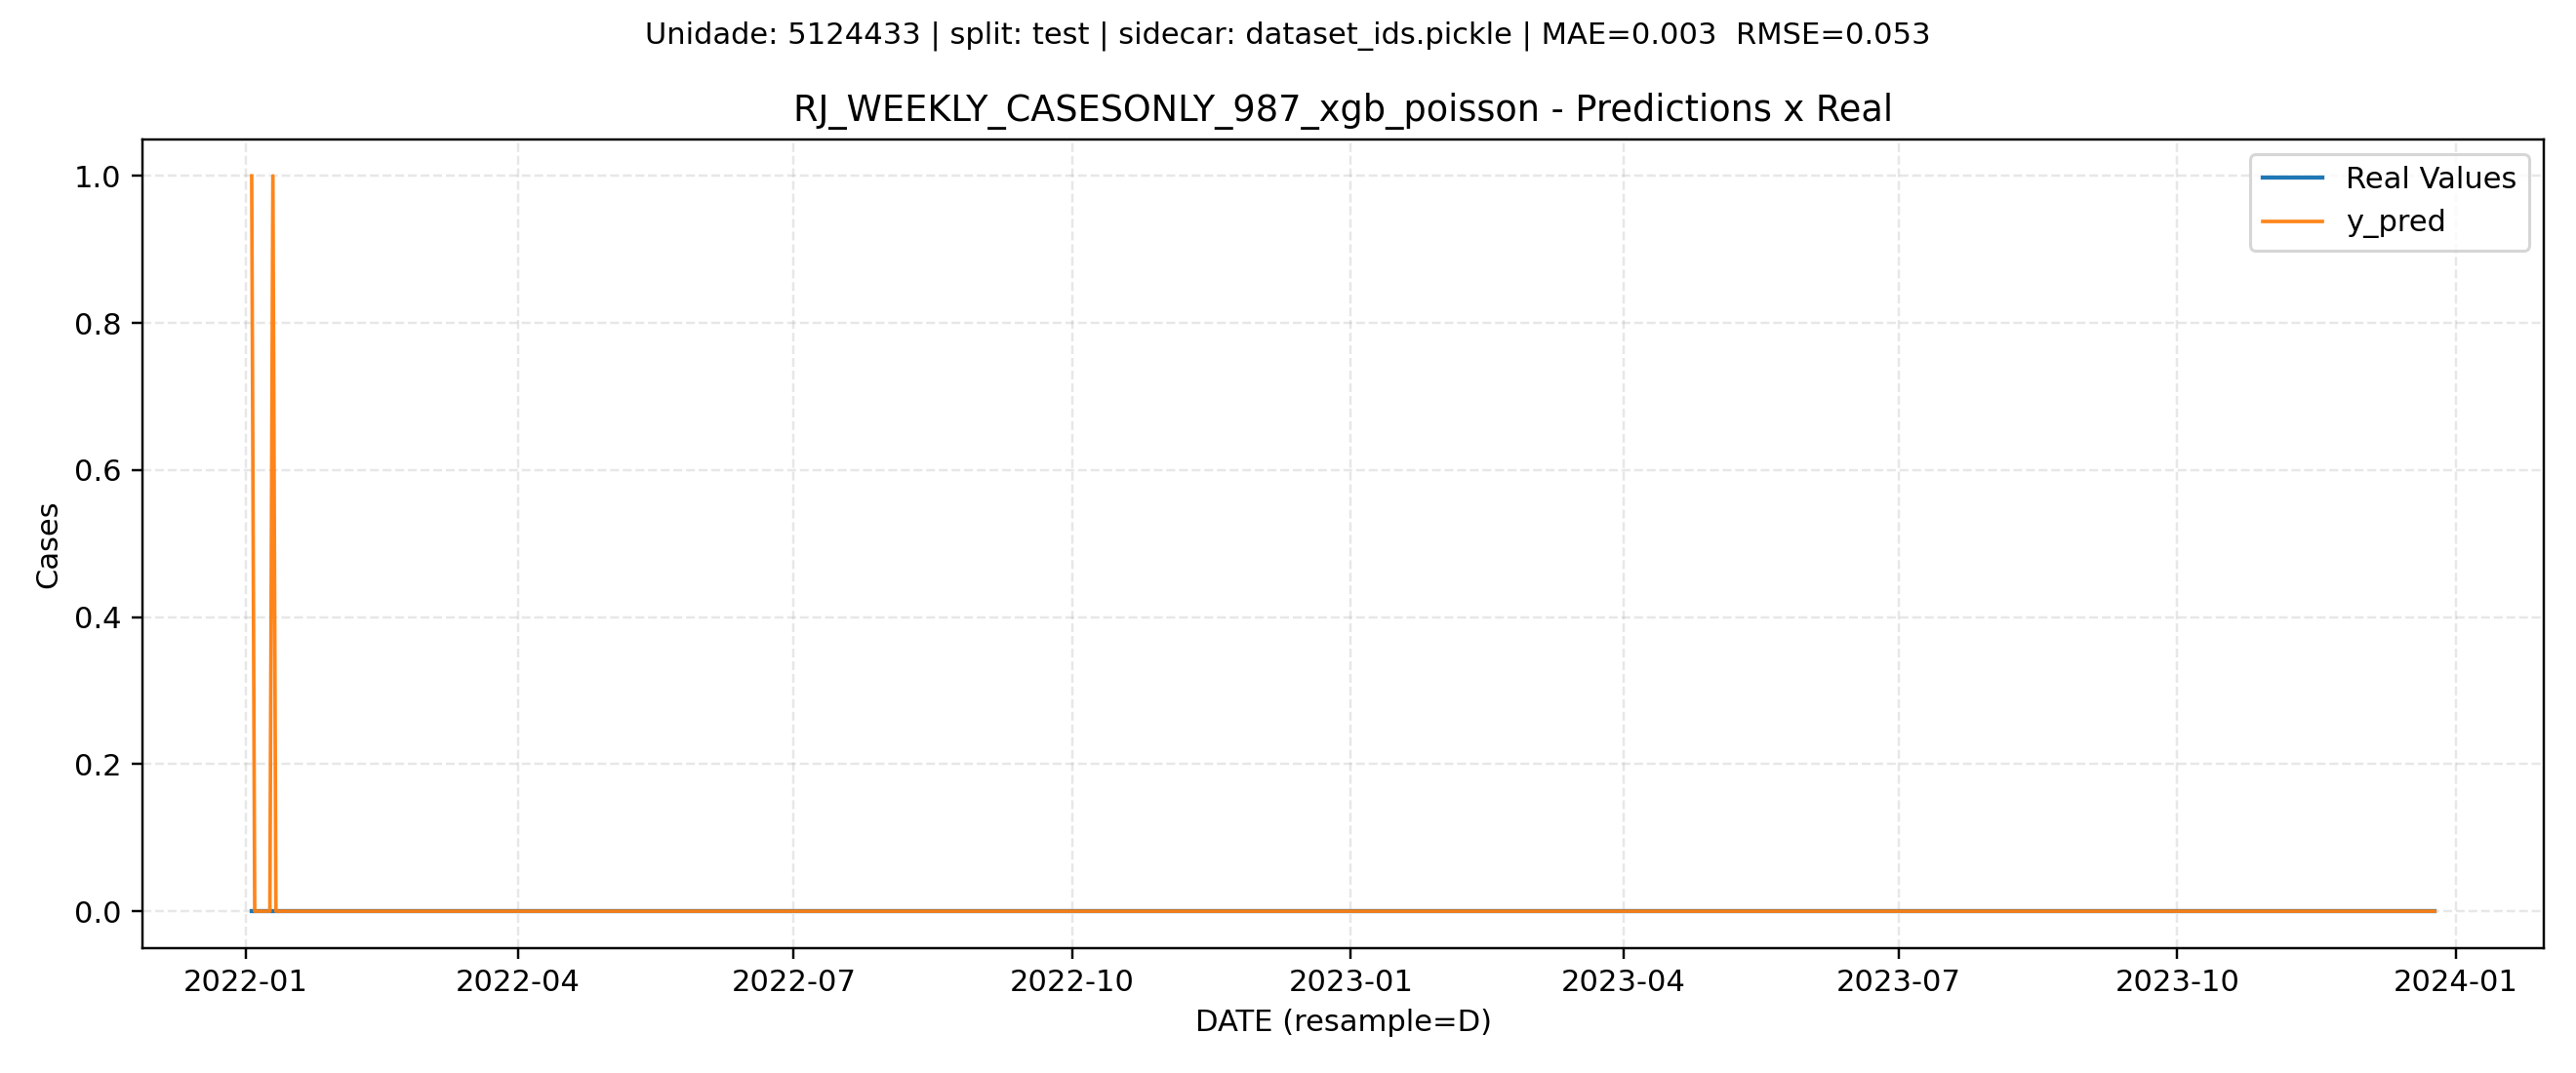 Unidade: 5124433 | split: test | sidecar: dataset_ids.pickle | MAE=0.003  RMSE=0.053
RJ_WEEKLY_CASESONLY_987_xgb_poisson - Predictions x Real
Real Values
y_pred
1.0
0.8
0.6
0.4
0.2
0.0
Cases
2022-01 2022-04 2022-07 2022-10 2023-01 2023-04 2023-07 2023-10 2024-01
DATE (resample=D)